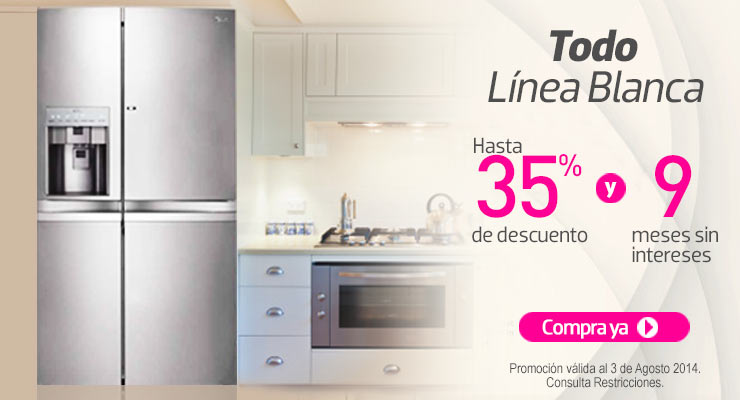 Todo
Línea Blanca
Hasta
35% y 9
de descuento
meses sin
intereses
Compra ya
Promoción válida al 3 de Agosto 2014.
Consulta Restricciones.